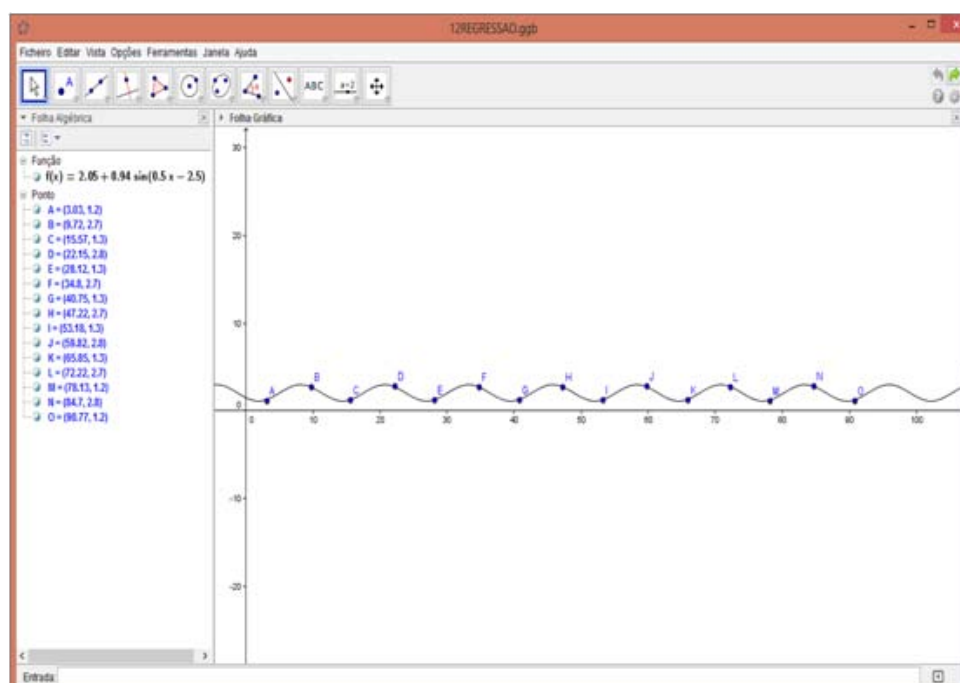 12REGRESSAO.ggb
Ficheiro Editar Vista Opções Ferramentas Janela Ajuda
A ABC a=2
Folha Algébrica
Folha Gráfica
Função
f(x) = 2.05 + 0.94 sin(0.5 x − 2.5)
Ponto
A = (3.03, 1.2)
B = (9.72, 2.7)
C = (15.57, 1.3)
D = (22.15, 2.8)
E = (28.12, 1.3)
F = (34.8, 2.7)
G = (40.75, 1.3)
H = (47.22, 2.7)
I = (53.18, 1.3)
J = (59.82, 2.8)
K = (65.85, 1.3)
L = (72.22, 2.7)
M = (78.13, 1.2)
N = (84.7, 2.8)
O = (90.77, 1.2)
30
20
10
A B C D E F G H I J K L M N O
0
0 10 20 30 40 50 60 70 80 90 100
-10
-20
Entrada: